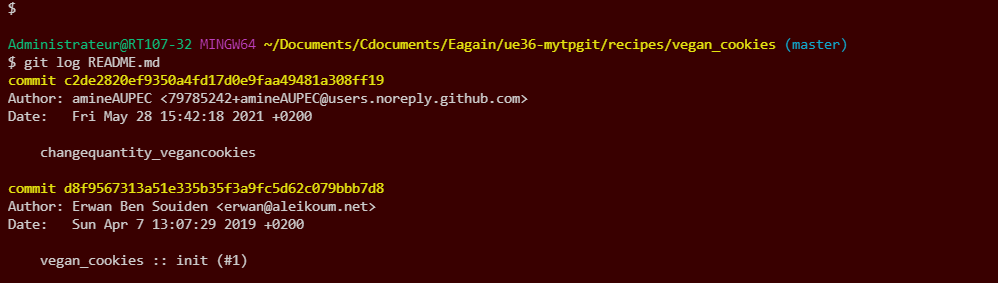 $
Administrateur@RT107-32 MINGW64 ~/Documents/Cdocuments/Eagain/ue36-mytpgit/recipes/vegan_cookies (master)
$ git log README.md
commit c2de2820ef9350a4fd17d0e9faa49481a308ff19
Author: amineAUPEC <79785242+amineAUPEC@users.noreply.github.com>
Date:   Fri May 28 15:42:18 2021 +0200
    changequantity_vegancookies
commit d8f9567313a51e335b35f3a9fc5d62c079bbb7d8
Author: Erwan Ben Souiden <erwan@aleikoum.net>
Date:   Sun Apr 7 13:07:29 2019 +0200
    vegan_cookies :: init (#1)